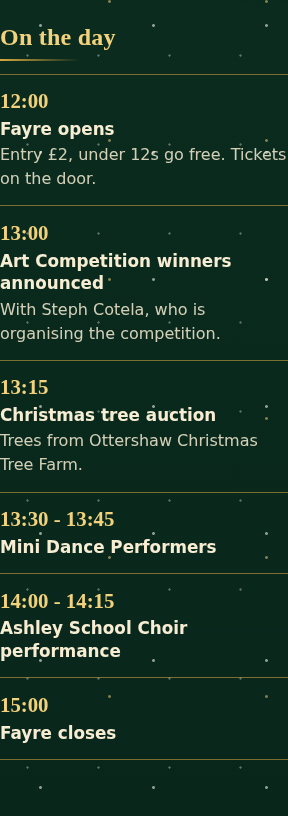 On the day
12:00
Fayre opens
Entry £2, under 12s go free. Tickets
on the door.
13:00
Art Competition winners
announced
With Steph Cotela, who is
organising the competition.
13:15
Christmas tree auction
Trees from Ottershaw Christmas
Tree Farm.
13:30 - 13:45
Mini Dance Performers
14:00 - 14:15
Ashley School Choir
performance
15:00
Fayre closes